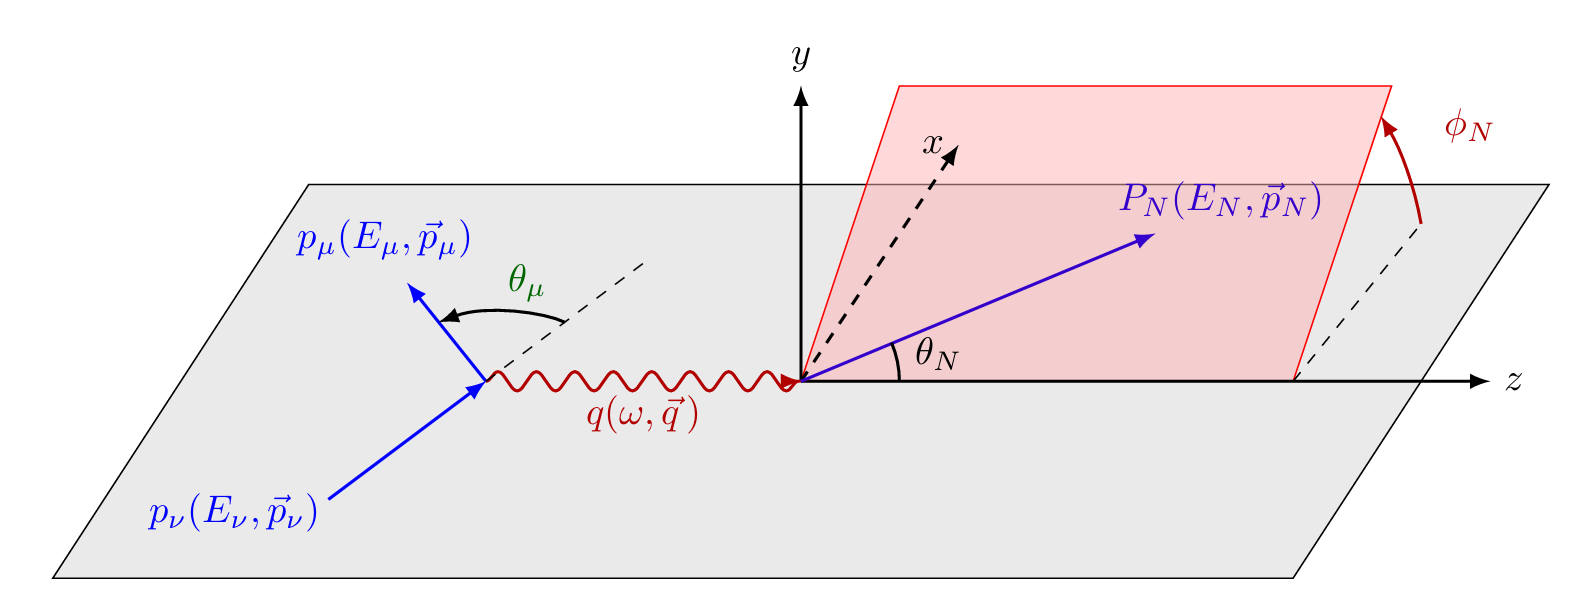 y
x
ϕ_N
P_N(E_N, p⃗_N)
p_μ(E_μ, p⃗_μ)
θ_μ
θ_N
z
q(ω, q⃗ )
p_ν(E_ν, p⃗_ν)